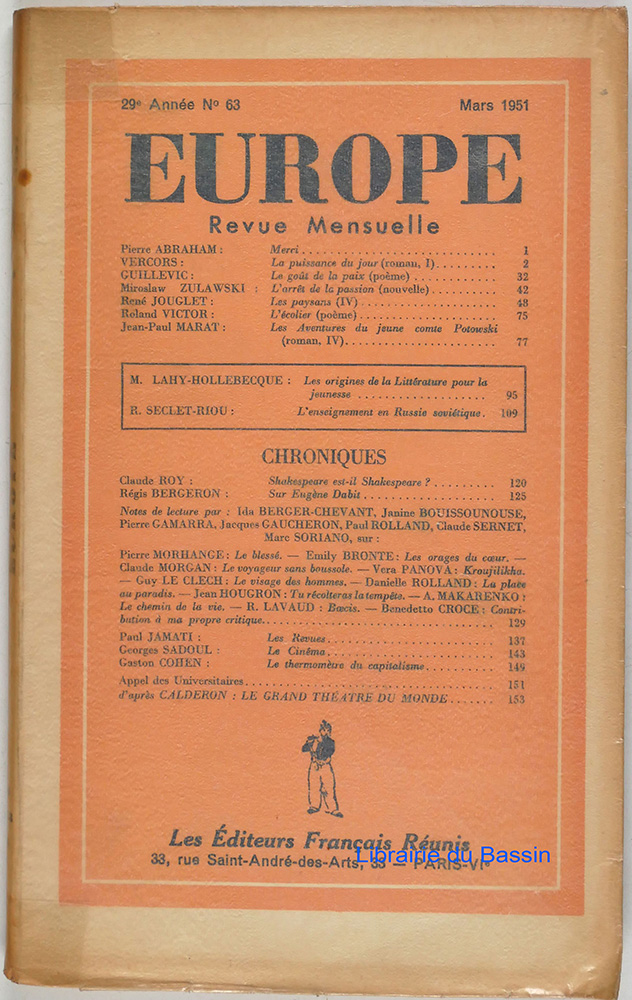 29e Année No 63 Mars 1951
EUROPE
Revue Mensuelle
Pierre ABRAHAM : Merci . . . . . . . . . . . . . . . . . . . . . . . . . . . 1
VERCORS : La puissance du jour (roman, I) . . . . . . . . . 2
GUILLEVIC : Le goût de la paix (poème) . . . . . . . . . . . . 32
Miroslaw ZULAWSKI : L'arrêt de la passion (nouvelle) . . . . . . . . . . 42
René JOUGLET : Les paysans (IV) . . . . . . . . . . . . . . . . . . . 48
Roland VICTOR : L'écolier (poème) . . . . . . . . . . . . . . . . . . . 75
Jean-Paul MARAT : Les Aventures du jeune comte Potowski
(roman, IV) . . . . . . . . . . . . . . . . . . . . . 77
M. LAHY-HOLLEBECQUE : Les origines de la Littérature pour la
jeunesse . . . . . . . . . . . . . . . . . . 95
R. SECLET-RIOU : L'enseignement en Russie soviétique. 109
CHRONIQUES
Claude ROY : Shakespeare est-il Shakespeare ? . . . . . . . . . 120
Régis BERGERON : Sur Eugène Dabit . . . . . . . . . . . . . . . . . . 125
Notes de lecture par : Ida BERGER-CHEVANT, Janine BOUISSOUNOUSE,
Pierre GAMARRA, Jacques GAUCHERON, Paul ROLLAND, Claude SERNET,
Marc SORIANO, sur :
Pierre MORHANGE : Le blessé. — Emily BRONTE : Les orages du cœur. —
Claude MORGAN : Le voyageur sans boussole. — Vera PANOVA : Kroujilikha.
— Guy LE CLECH : Le visage des hommes. — Danielle ROLLAND : La place
au paradis. — Jean HOUGRON : Tu récolteras la tempête. — A. MAKARENKO :
Le chemin de la vie. — R. LAVAUD : Bœcis. — Benedetto CROCE : Contri-
bution à ma propre critique. . . . . . . . . . . . . . . . . . . . . . . . . . . . . 129
Paul JAMATI : Les Revues . . . . . . . . . . . . . . . . . . . . . . . 137
Georges SADOUL : Le Cinéma . . . . . . . . . . . . . . . . . . . . . . . 143
Gaston COHEN : Le thermomètre du capitalisme . . . . . . . . . . 149
Appel des Universitaires . . . . . . . . . . . . . . . . . . . . . . . . . . . . . . . . . 151
d'après CALDERON : LE GRAND THÉATRE DU MONDE . . . . . . . 153
Les Éditeurs Français Réunis
33, rue Saint-André-des-Arts, 33 — PARIS-VIe
Librairie du Bassin